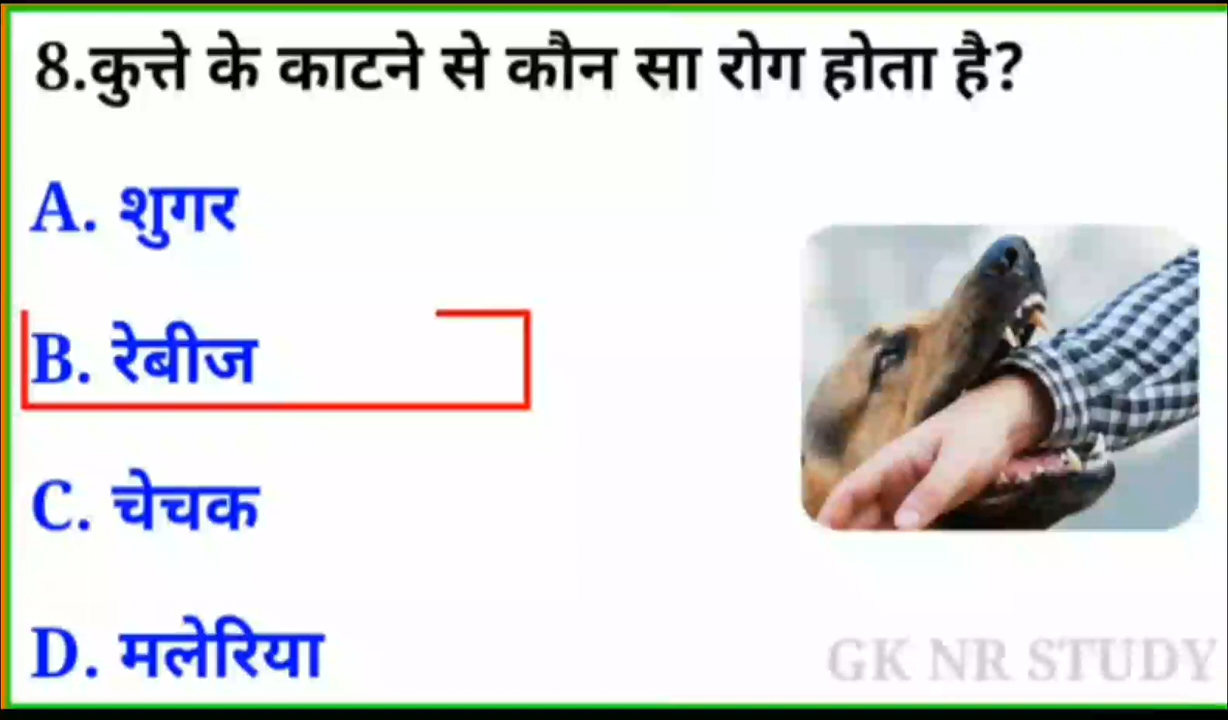 8.कुत्ते के काटने से कौन सा रोग होता है?
A. शुगर
B. रेबीज
C. चेचक
D. मलेरिया
GK NR STUDY